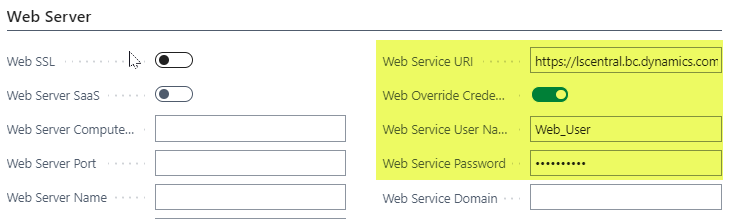 Web Server
Web SSL
Web Server SaaS
Web Server Compute...
Web Server Port
Web Server Name
Web Service URI https://lscentral.bc.dynamics.com
Web Override Crede...
Web Service User Na... Web_User
Web Service Password ••••••••••
Web Service Domain